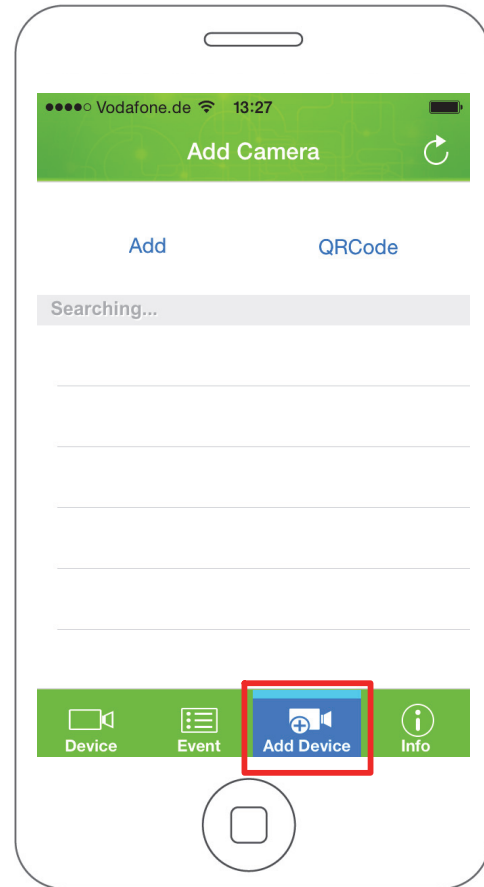 Vodafone.de 13:27
Add Camera
Add QRCode
Searching...
Device Event Add Device Info